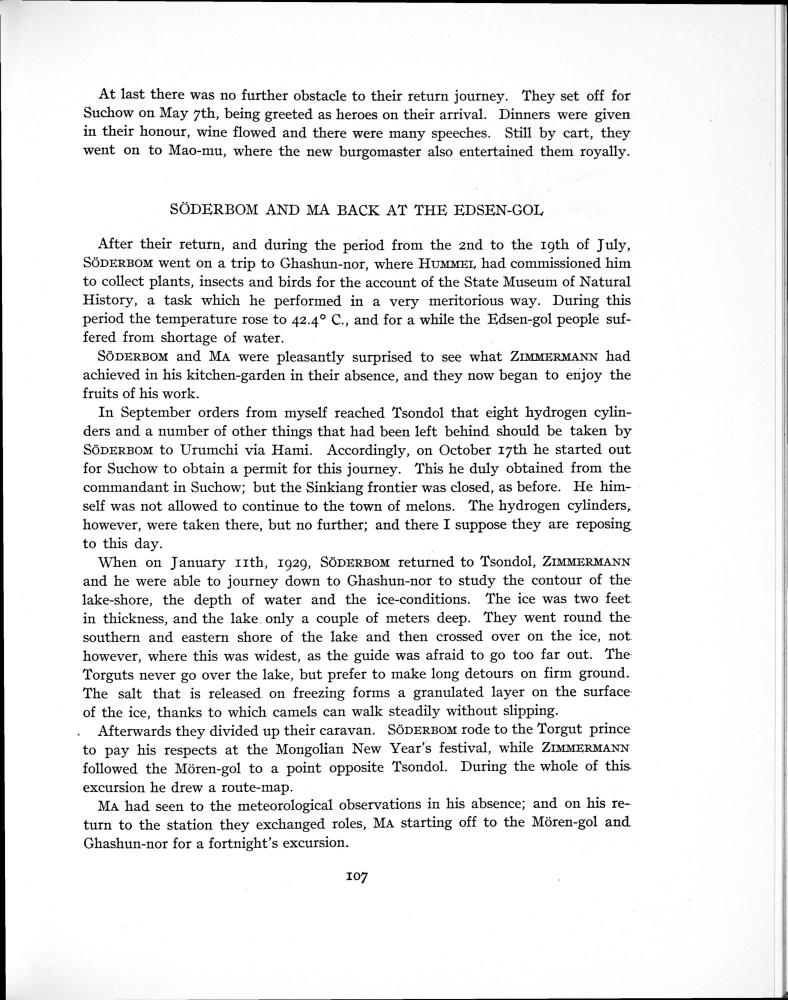 At last there was no further obstacle to their return journey. They set off for
Suchow on May 7th, being greeted as heroes on their arrival. Dinners were given
in their honour, wine flowed and there were many speeches. Still by cart, they
went on to Mao-mu, where the new burgomaster also entertained them royally.
SÖDERBOM AND MA BACK AT THE EDSEN-GOL
After their return, and during the period from the 2nd to the 19th of July,
SÖDERBOM went on a trip to Ghashun-nor, where HUMMEL had commissioned him
to collect plants, insects and birds for the account of the State Museum of Natural
History, a task which he performed in a very meritorious way. During this
period the temperature rose to 42.4° C., and for a while the Edsen-gol people suf-
fered from shortage of water.
SÖDERBOM and MA were pleasantly surprised to see what ZIMMERMANN had
achieved in his kitchen-garden in their absence, and they now began to enjoy the
fruits of his work.
In September orders from myself reached Tsondol that eight hydrogen cylin-
ders and a number of other things that had been left behind should be taken by
SÖDERBOM to Urumchi via Hami. Accordingly, on October 17th he started out
for Suchow to obtain a permit for this journey. This he duly obtained from the
commandant in Suchow; but the Sinkiang frontier was closed, as before. He him-
self was not allowed to continue to the town of melons. The hydrogen cylinders,
however, were taken there, but no further; and there I suppose they are reposing
to this day.
When on January 11th, 1929, SÖDERBOM returned to Tsondol, ZIMMERMANN
and he were able to journey down to Ghashun-nor to study the contour of the
lake-shore, the depth of water and the ice-conditions. The ice was two feet
in thickness, and the lake only a couple of meters deep. They went round the
southern and eastern shore of the lake and then crossed over on the ice, not
however, where this was widest, as the guide was afraid to go too far out. The
Torguts never go over the lake, but prefer to make long detours on firm ground.
The salt that is released on freezing forms a granulated layer on the surface
of the ice, thanks to which camels can walk steadily without slipping.
Afterwards they divided up their caravan. SÖDERBOM rode to the Torgut prince
to pay his respects at the Mongolian New Year's festival, while ZIMMERMANN
followed the Mören-gol to a point opposite Tsondol. During the whole of this
excursion he drew a route-map.
MA had seen to the meteorological observations in his absence; and on his re-
turn to the station they exchanged roles, MA starting off to the Mören-gol and
Ghashun-nor for a fortnight's excursion.
107